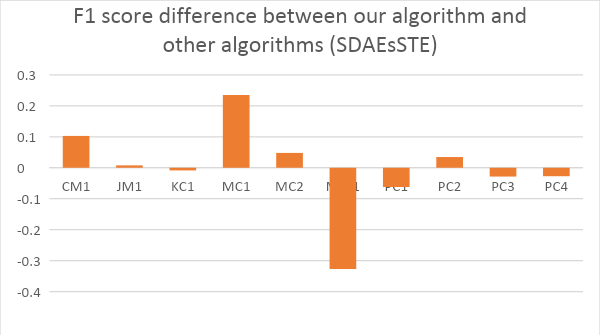 F1 score difference between our algorithm and
other algorithms (SDAEsSTE)
0.3
0.2
0.1
0
-0.1
-0.2
-0.3
-0.4
CM1 JM1 KC1 MC1 MC2 PC1 PC2 PC3 PC4